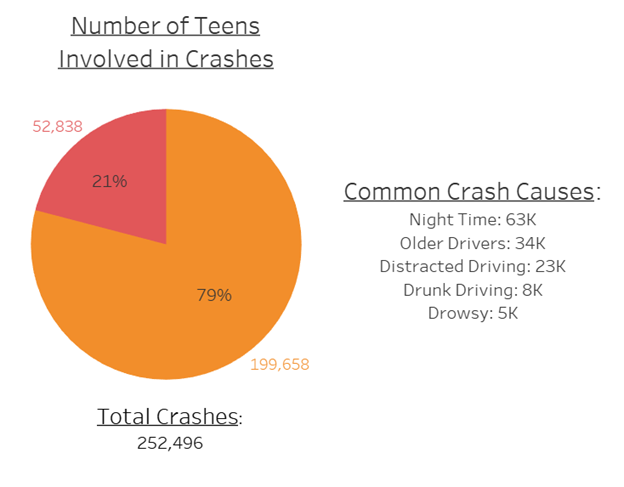 Number of Teens
Involved in Crashes
52,838
21%
79%
199,658
Total Crashes:
252,496
Common Crash Causes:
Night Time: 63K
Older Drivers: 34K
Distracted Driving: 23K
Drunk Driving: 8K
Drowsy: 5K